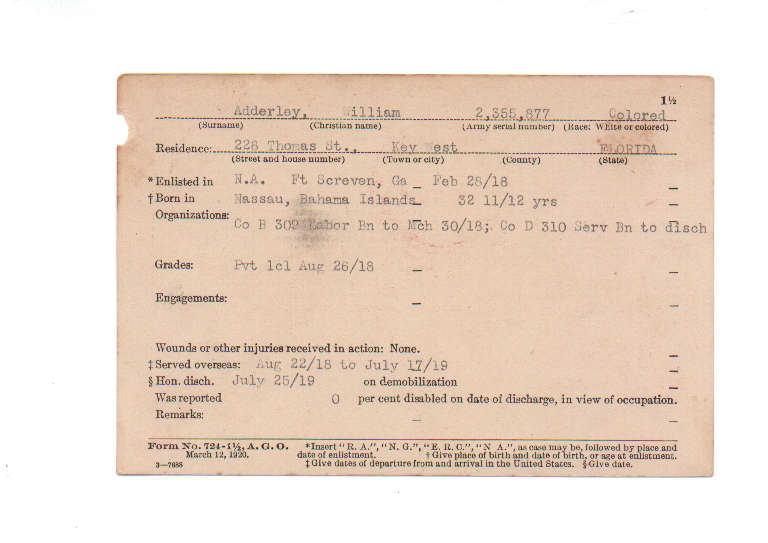 1½
Adderley, William 2,355,877 Colored
(Surname) (Christian name) (Army serial number) (Race: White or colored)
Residence: 228 Thomas St., Key West FLORIDA
(Street and house number) (Town or city) (County) (State)
*Enlisted in N.A. Ft Screven, Ga Feb 28/18
†Born in Nassau, Bahama Islands 32 11/12 yrs
Organizations: Co B 309 Labor Bn to Mch 30/18; Co D 310 Serv Bn to disch
Grades: Pvt 1cl Aug 26/18
Engagements:
Wounds or other injuries received in action: None.
‡Served overseas: Aug 22/18 to July 17/19
§Hon. disch. July 25/19 on demobilization
Was reported 0 per cent disabled on date of discharge, in view of occupation.
Remarks:
Form No. 724-1½, A. G. O. *Insert "R. A.", "N. G.", "E. R. C.", "N A.", as case may be, followed by place and
March 12, 1920. date of enlistment. †Give place of birth and date of birth, or age at enlistment.
3—7688 ‡Give dates of departure from and arrival in the United States. §Give date.